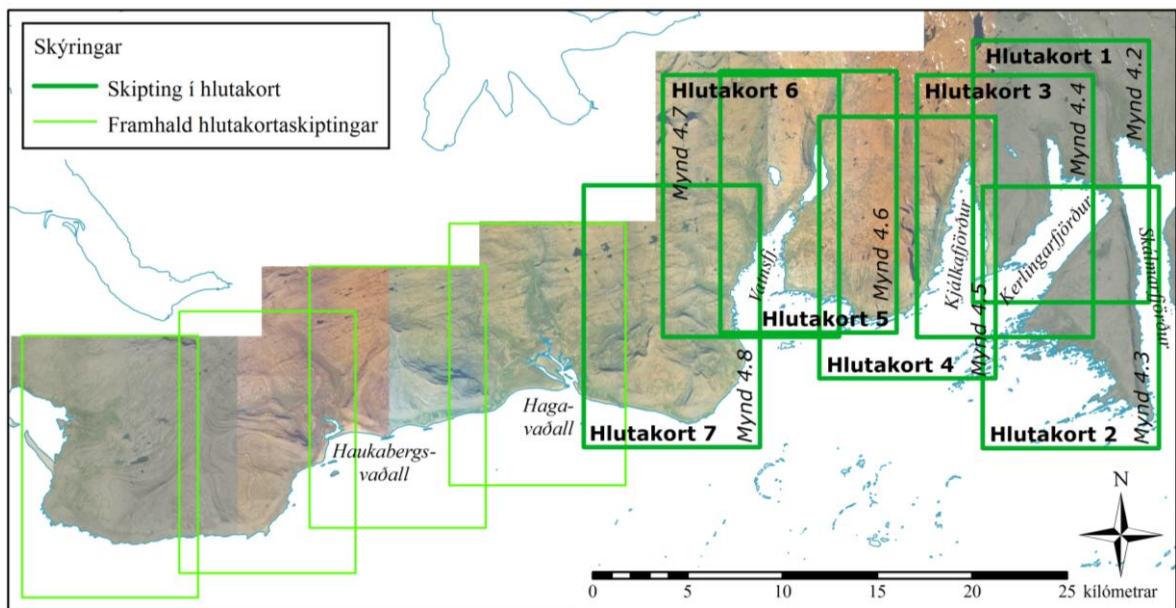 Skýringar
Skipting í hlutakort
Framhald hlutakortaskiptingar
Hlutakort 1
Mynd 4.2
Hlutakort 6
Hlutakort 3
Mynd 4.4
Mynd 4.7
Mynd 4.6
Vatnsfj
Kjálkafjörður
Kerlingarfjörður
Skálmarfjörður
Hlutakort 5
Mynd 4.5
Hlutakort 4
Mynd 4.8
Mynd 4.3
Haga-
vaðall
Hlutakort 7
Hlutakort 2
Haukabergs-
vaðall
N
0 5 10 15 20 25
kílómetrar